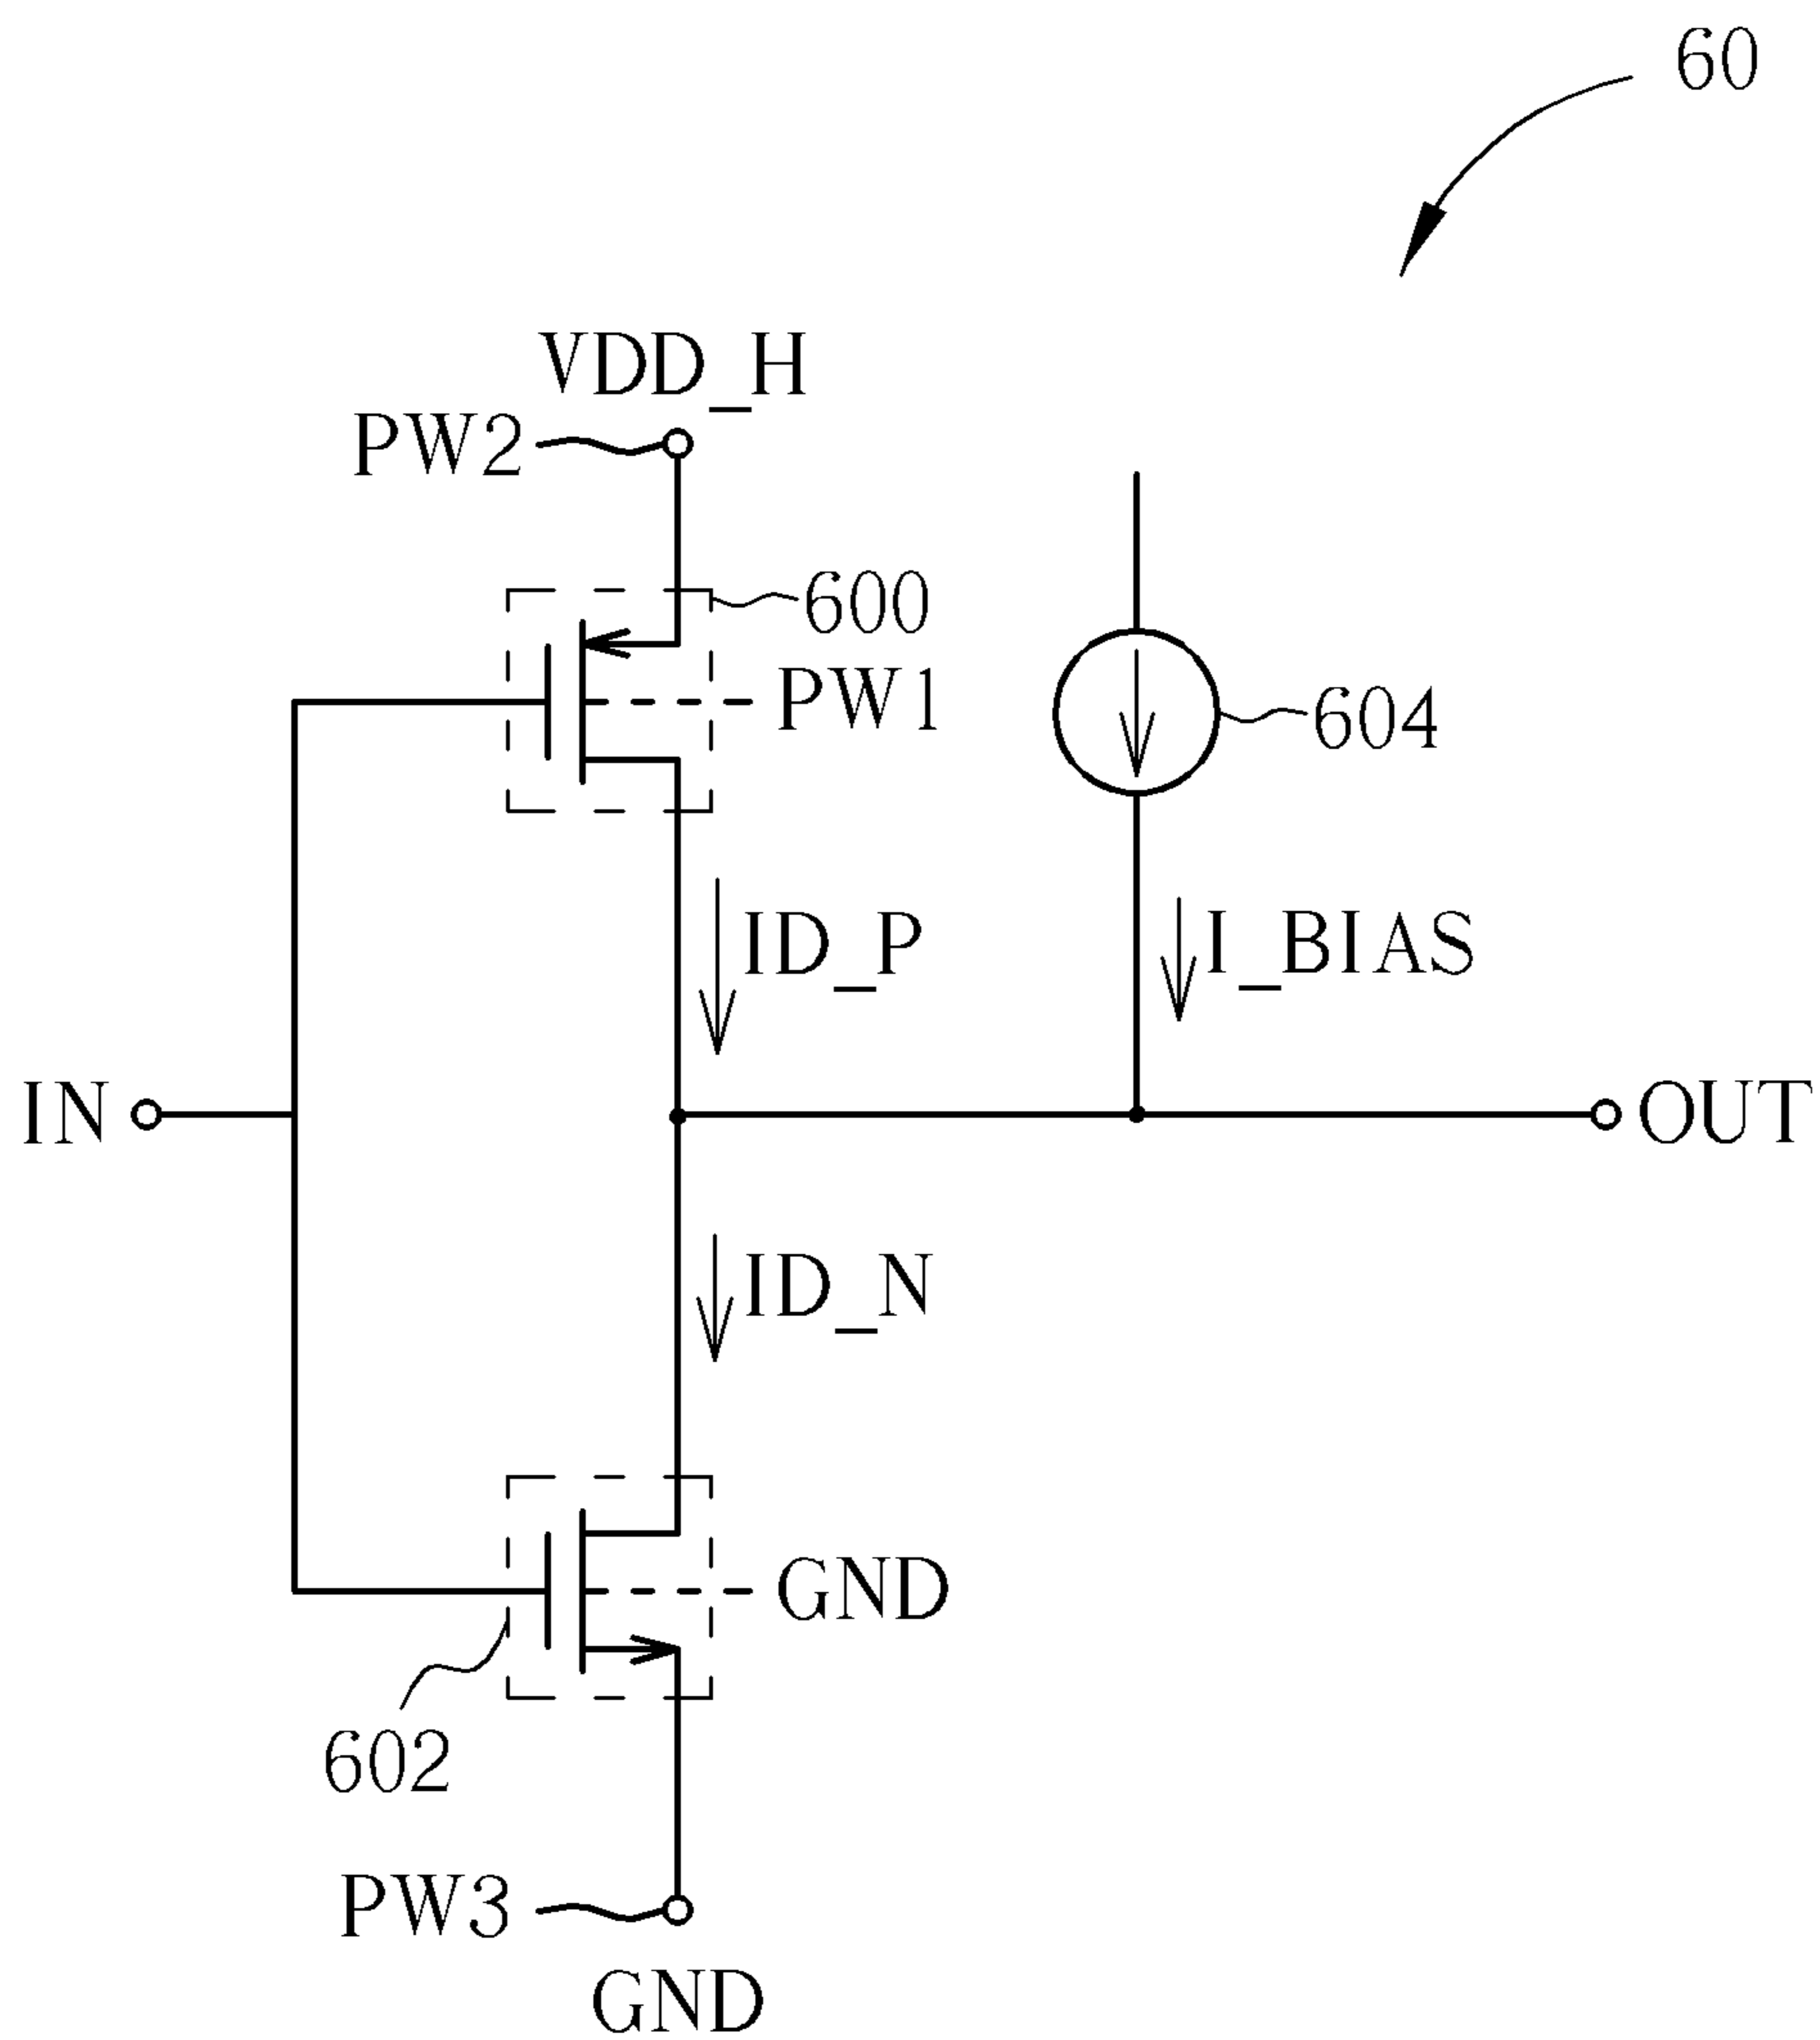 60
VDD_H
PW2
600
PW1
604
ID_P
I_BIAS
IN
OUT
ID_N
GND
602
PW3
GND